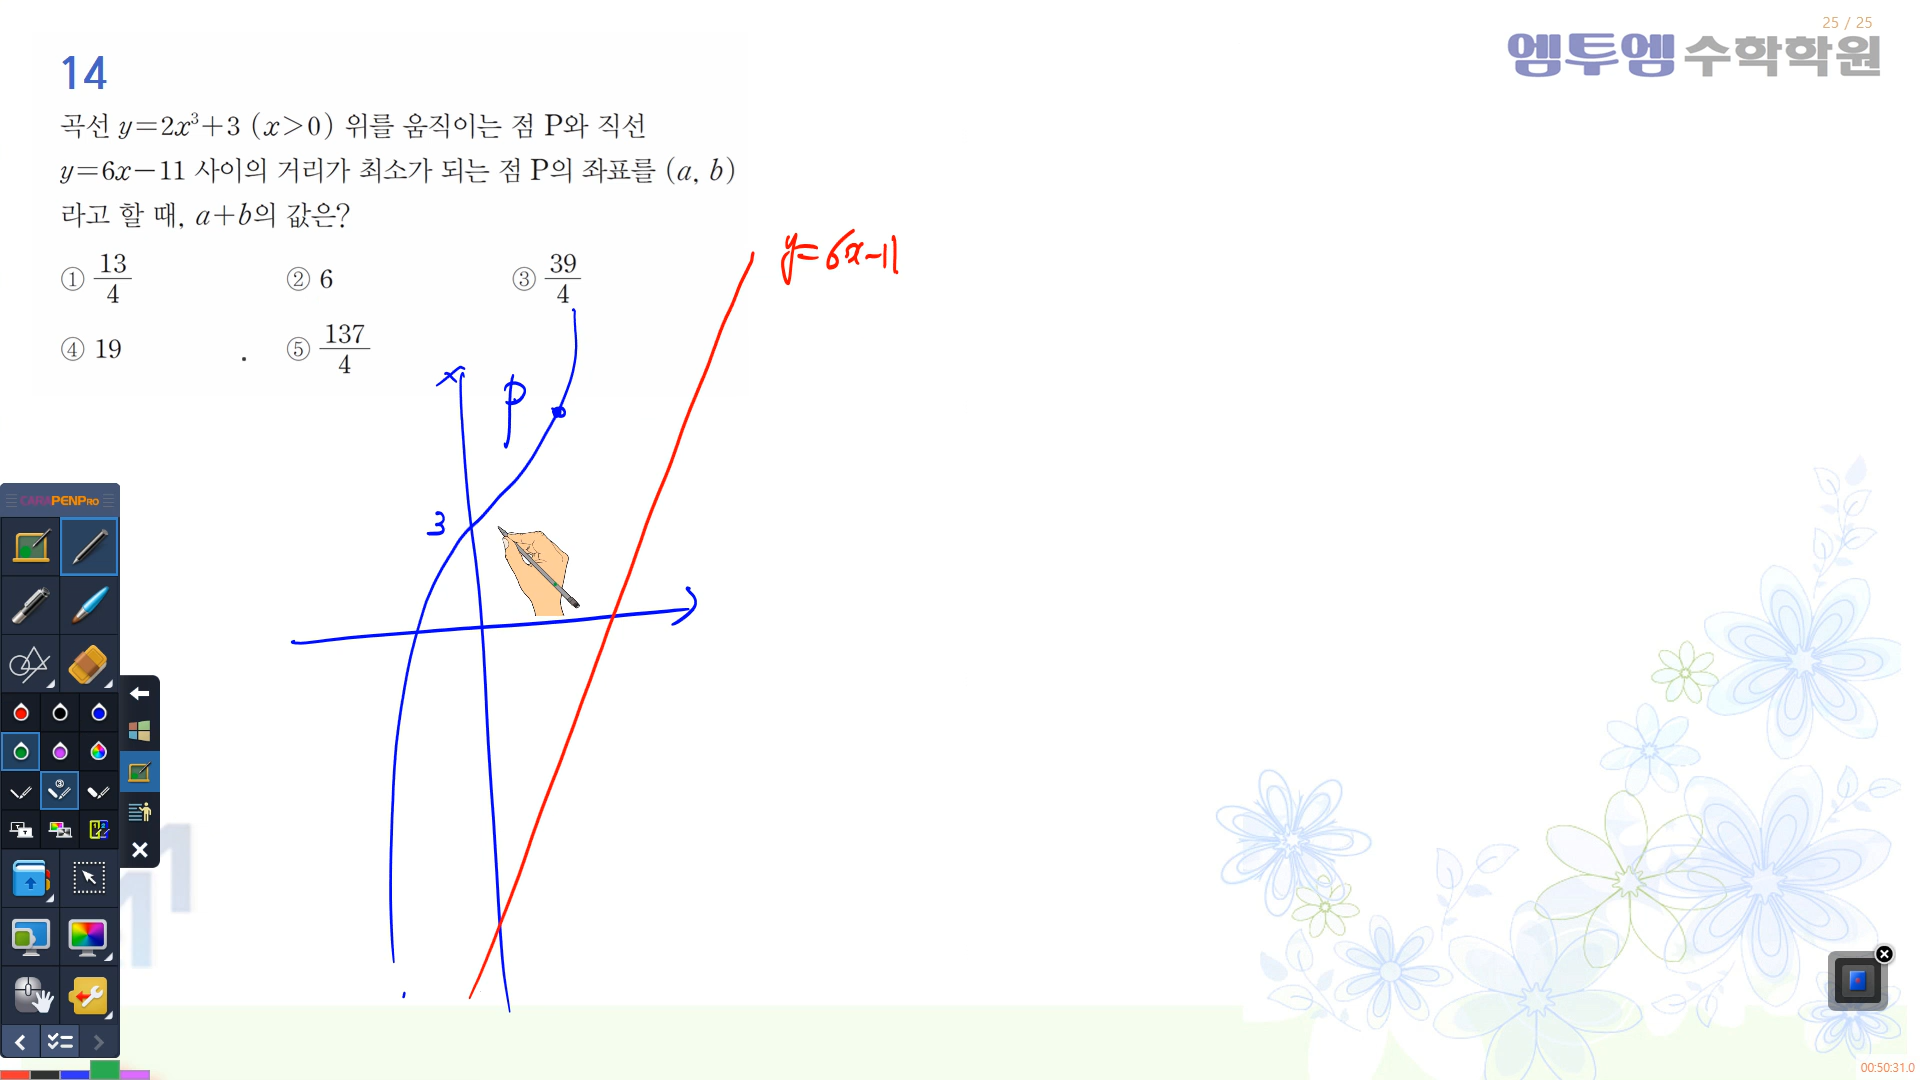 25 / 25
엠투엠 수학학원
14
곡선 y=2x³+3 (x>0) 위를 움직이는 점 P와 직선
y=6x−11 사이의 거리가 최소가 되는 점 P의 좌표를 (a, b)
라고 할 때, a+b의 값은?
① 13/4 ② 6 ③ 39/4
④ 19 ⑤ 137/4
y=6x-11
P
3
CARAPENPRO
00:50:31.0